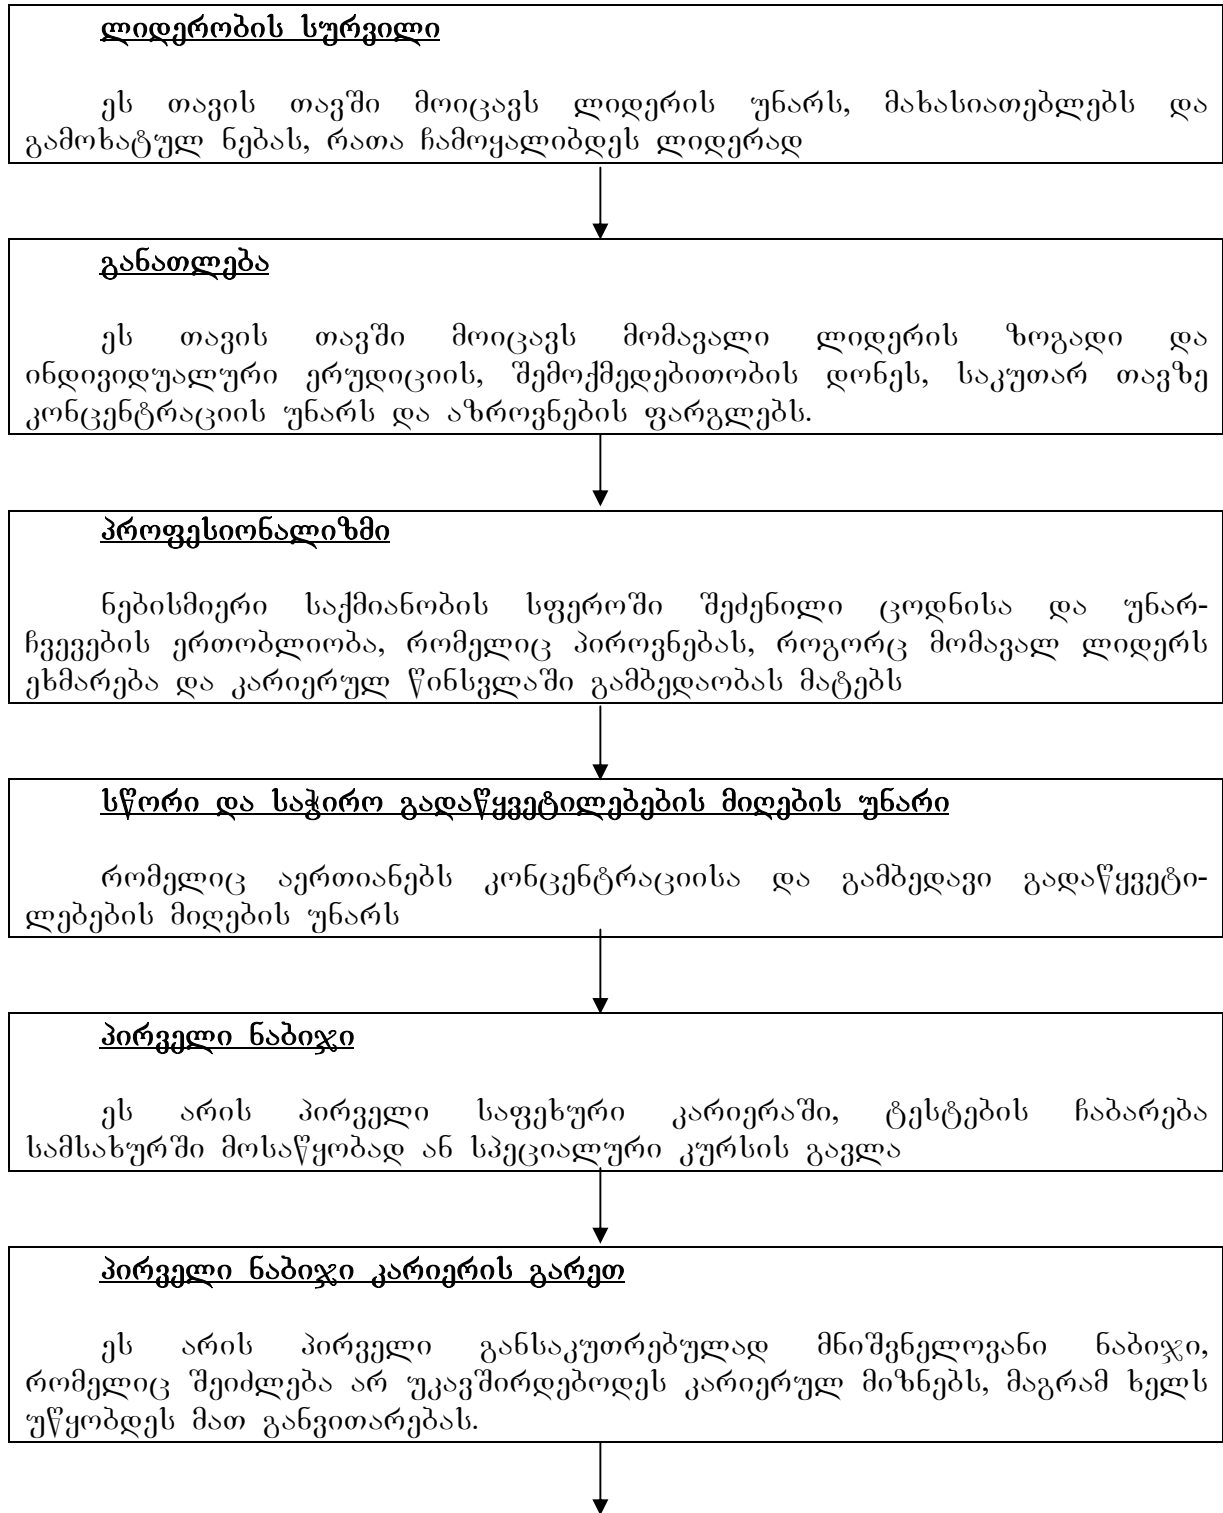 ლიდერობის სურვილი
ეს თავის თავში მოიცავს ლიდერის უნარს, მახასიათებლებს და
გამოხატულ ნებას, რათა ჩამოყალიბდეს ლიდერად
განათლება
ეს თავის თავში მოიცავს მომავალი ლიდერის ზოგადი და
ინდივიდუალური ერუდიციის, შემოქმედებითობის დონეს, საკუთარ თავზე
კონცენტრაციის უნარს და აზროვნების ფარგლებს.
პროფესიონალიზმი
ნებისმიერი საქმიანობის სფეროში შეძენილი ცოდნისა და უნარ-
ჩვევების ერთობლიობა, რომელიც პიროვნებას, როგორც მომავალ ლიდერს
ეხმარება და კარიერულ წინსვლაში გამბედაობას მატებს
სწორი და საჭირო გადაწყვეტილებების მიღების უნარი
რომელიც აერთიანებს კონცენტრაციისა და გამბედავი გადაწყვეტი-
ლებების მიღების უნარს
პირველი ნაბიჯი
ეს არის პირველი საფეხური კარიერაში, ტესტების ჩაბარება
სამსახურში მოსაწყობად ან სპეციალური კურსის გავლა
პირველი ნაბიჯი კარიერის გარეთ
ეს არის პირველი განსაკუთრებულად მნიშვნელოვანი ნაბიჯი,
რომელიც შეიძლება არ უკავშირდებოდეს კარიერულ მიზნებს, მაგრამ ხელს
უწყობდეს მათ განვითარებას.